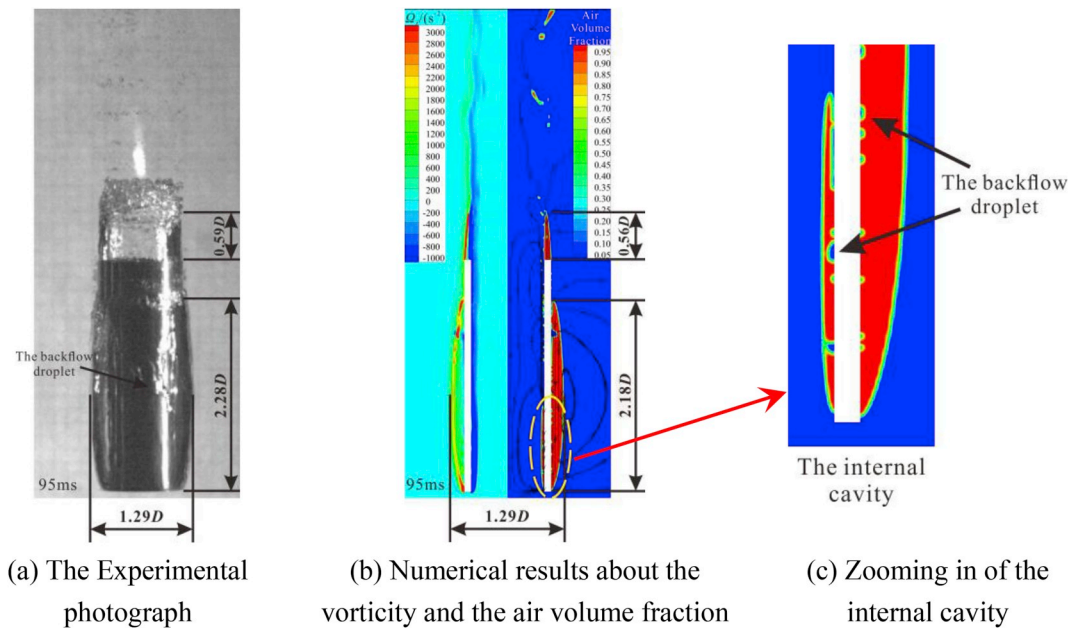 The backflow
droplet
95ms
0.59D
2.28D
1.29D
(a) The Experimental
photograph
Ωz/(s⁻²)
3000
2800
2600
2400
2200
2000
1800
1600
1400
1200
1000
800
600
400
200
0
-200
-400
-600
-800
-1000
Air
Volume
Fraction
0.95
0.90
0.85
0.80
0.75
0.70
0.65
0.60
0.55
0.50
0.45
0.40
0.35
0.30
0.25
0.20
0.15
0.10
0.05
95ms
0.56D
2.18D
1.29D
(b) Numerical results about the
vorticity and the air volume fraction
The backflow
droplet
The internal
cavity
(c) Zooming in of the
internal cavity